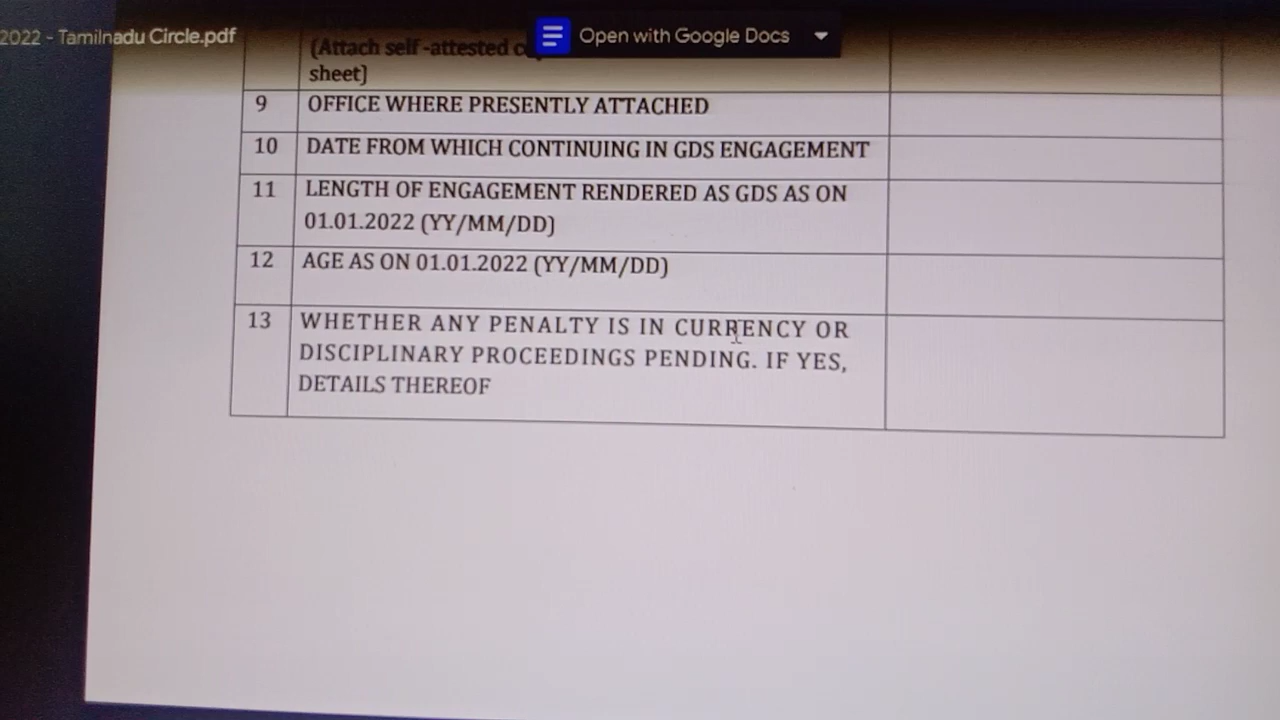 2022 - Tamilnadu Circle.pdf
Open with Google Docs
(Attach self -attested
sheet)
9 OFFICE WHERE PRESENTLY ATTACHED
10 DATE FROM WHICH CONTINUING IN GDS ENGAGEMENT
11 LENGTH OF ENGAGEMENT RENDERED AS GDS AS ON
01.01.2022 (YY/MM/DD)
12 AGE AS ON 01.01.2022 (YY/MM/DD)
13 WHETHER ANY PENALTY IS IN CURRENCY OR
DISCIPLINARY PROCEEDINGS PENDING. IF YES,
DETAILS THEREOF